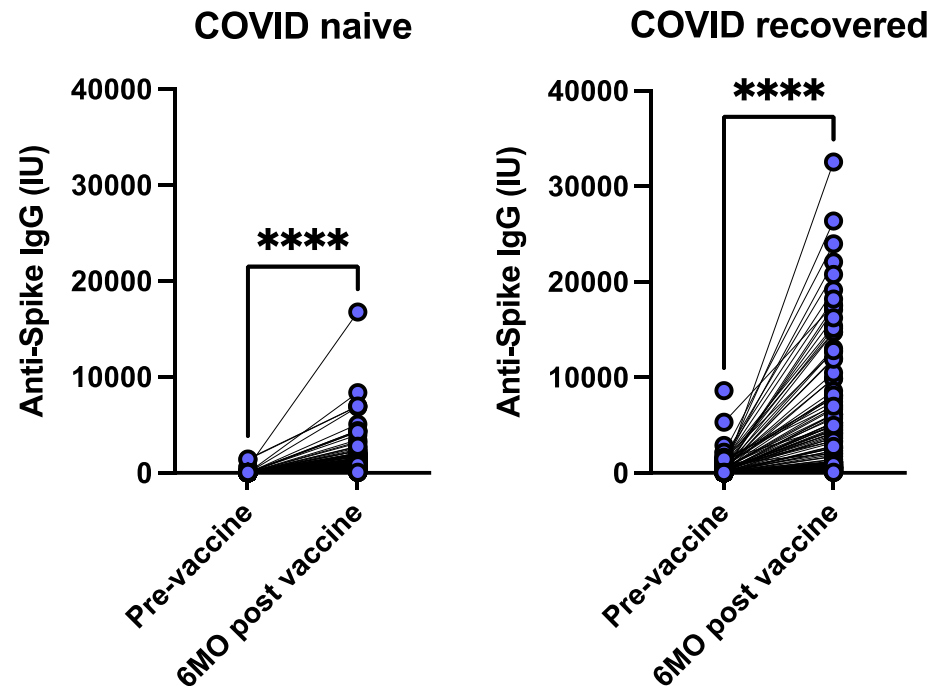 COVID naive
Anti-Spike IgG (IU)
40000
30000
20000
10000
0
****
Pre-vaccine
6MO post vaccine
COVID recovered
Anti-Spike IgG (IU)
40000
30000
20000
10000
0
****
Pre-vaccine
6MO post vaccine